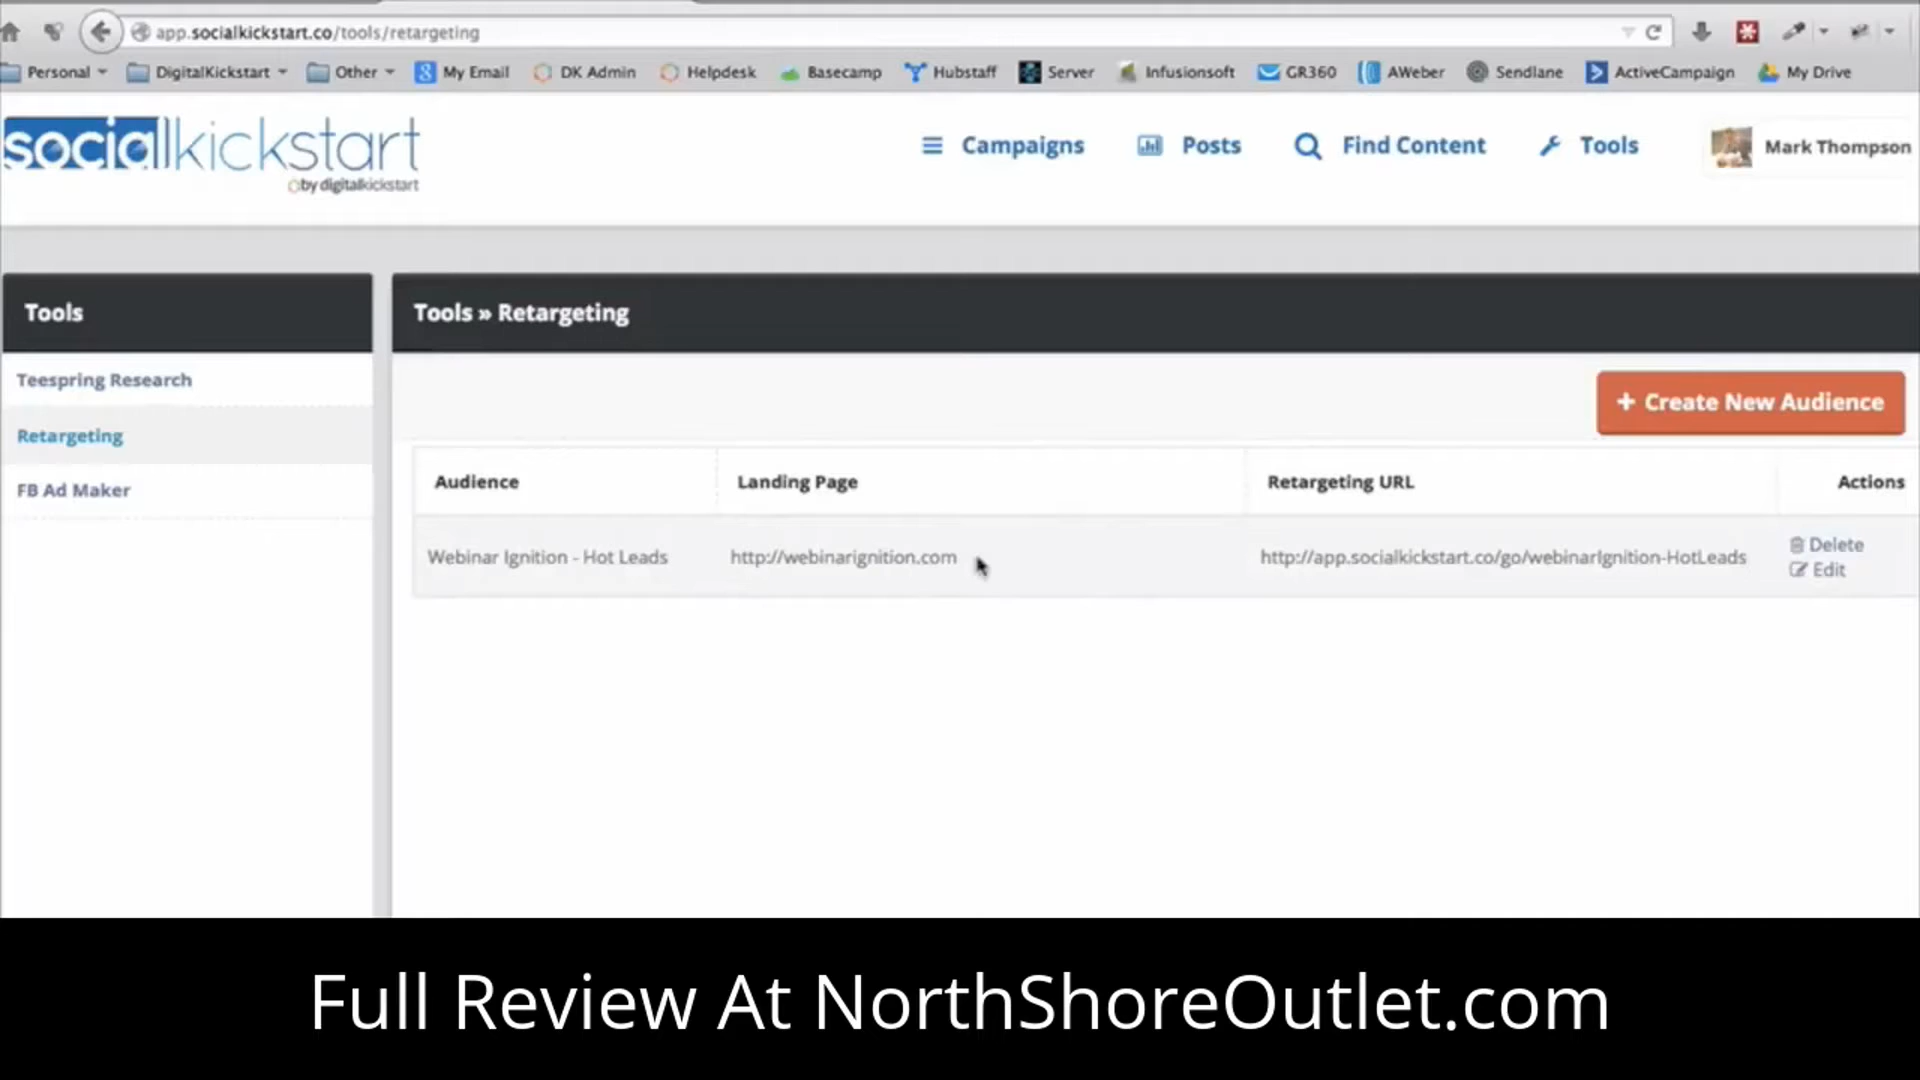 app.socialkickstart.co/tools/retargeting
Personal DigitalKickstart Other My Email DK Admin Helpdesk Basecamp Hubstaff Server Infusionsoft GR360 AWeber Sendlane ActiveCampaign My Drive
socialkickstart
by digitalkickstart
Campaigns Posts Find Content Tools Mark Thompson
Tools
Teespring Research
Retargeting
FB Ad Maker
Tools » Retargeting
+ Create New Audience
Audience Landing Page Retargeting URL Actions
Webinar Ignition - Hot Leads http://webinarignition.com http://app.socialkickstart.co/go/webinarIgnition-HotLeads Delete
Edit
Full Review At NorthShoreOutlet.com